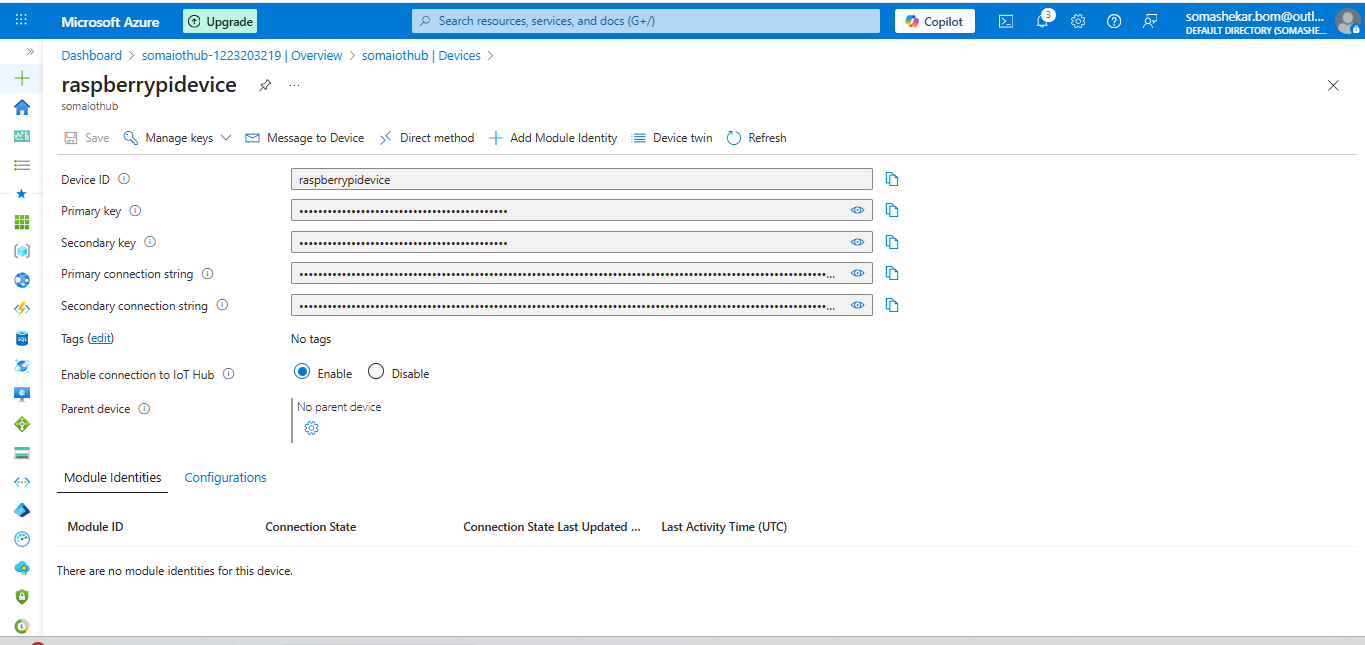 Microsoft Azure Upgrade Search resources, services, and docs (G+/) Copilot 3 somashekar.bom@outl...
DEFAULT DIRECTORY (SOMASHE...
Dashboard > somaiothub-1223203219 | Overview > somaiothub | Devices >
raspberrypidevice ...
somaiothub
Save Manage keys Message to Device Direct method Add Module Identity Device twin Refresh
Device ID raspberrypidevice
Primary key ••••••••••••••••••••••••••••••••••••••••••••
Secondary key ••••••••••••••••••••••••••••••••••••••••••••
Primary connection string ...
Secondary connection string ...
Tags (edit) No tags
Enable connection to IoT Hub Enable Disable
Parent device No parent device
Module Identities Configurations
Module ID Connection State Connection State Last Updated ... Last Activity Time (UTC)
There are no module identities for this device.